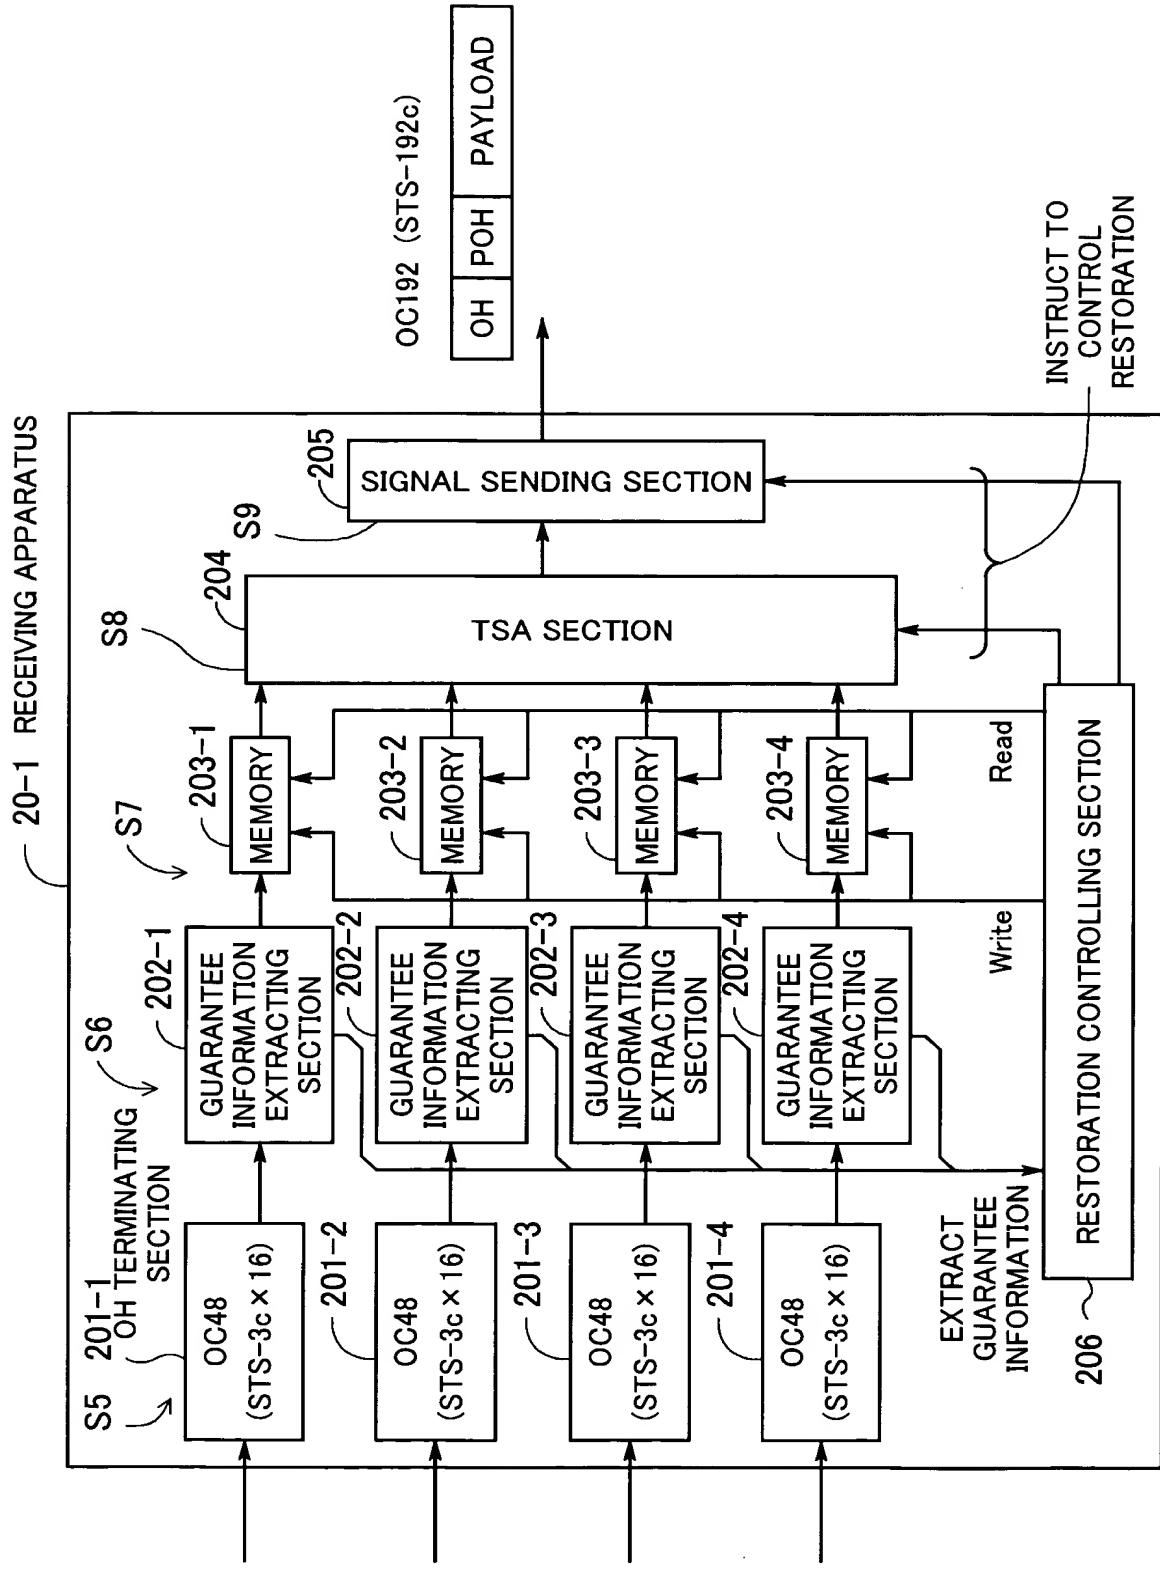 20-1 RECEIVING APPARATUS
S5
201-1
OH TERMINATING
SECTION
OC48
(STS-3c × 16)
201-2
OC48
(STS-3c × 16)
201-3
OC48
(STS-3c × 16)
201-4
OC48
(STS-3c × 16)
S6
202-1
GUARANTEE
INFORMATION
EXTRACTING
SECTION
202-2
GUARANTEE
INFORMATION
EXTRACTING
SECTION
202-3
GUARANTEE
INFORMATION
EXTRACTING
SECTION
202-4
GUARANTEE
INFORMATION
EXTRACTING
SECTION
EXTRACT
GUARANTEE
INFORMATION
S7
203-1
MEMORY
203-2
MEMORY
203-3
MEMORY
203-4
MEMORY
Write
Read
S8
204
TSA SECTION
S9
205
SIGNAL SENDING SECTION
206
RESTORATION CONTROLLING SECTION
INSTRUCT TO
CONTROL
RESTORATION
OC192 (STS-192c)
OH POH PAYLOAD